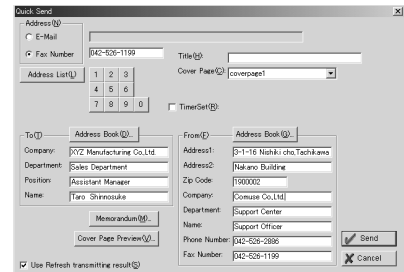 Quick Send
Address(N)
E-Mail
Fax Number 042-526-1199
Title(H):
Address List(L) 1 2 3 Cover Page(C): coverpage1
4 5 6
7 8 9 0 TimerSet(R):
To(T) Address Book(D)... From(F) Address Book(G)...
Company: XYZ Manufacturing Co,Ltd. Address1: 3-1-16 Nishiki cho,Tachikawa
Department: Sales Department Address2: Nakano Building
Position: Assistant Manager Zip Code: 1900002
Name: Taro Shinnosuke Company: Comuse Co,Ltd.
Department: Support Center
Memorandum(M)... Name: Support Officer
Cover Page Preview(V)... Phone Number: 042-526-2886 Send
Use Refresh transmitting result(S) Fax Number: 042-526-1199 Cancel